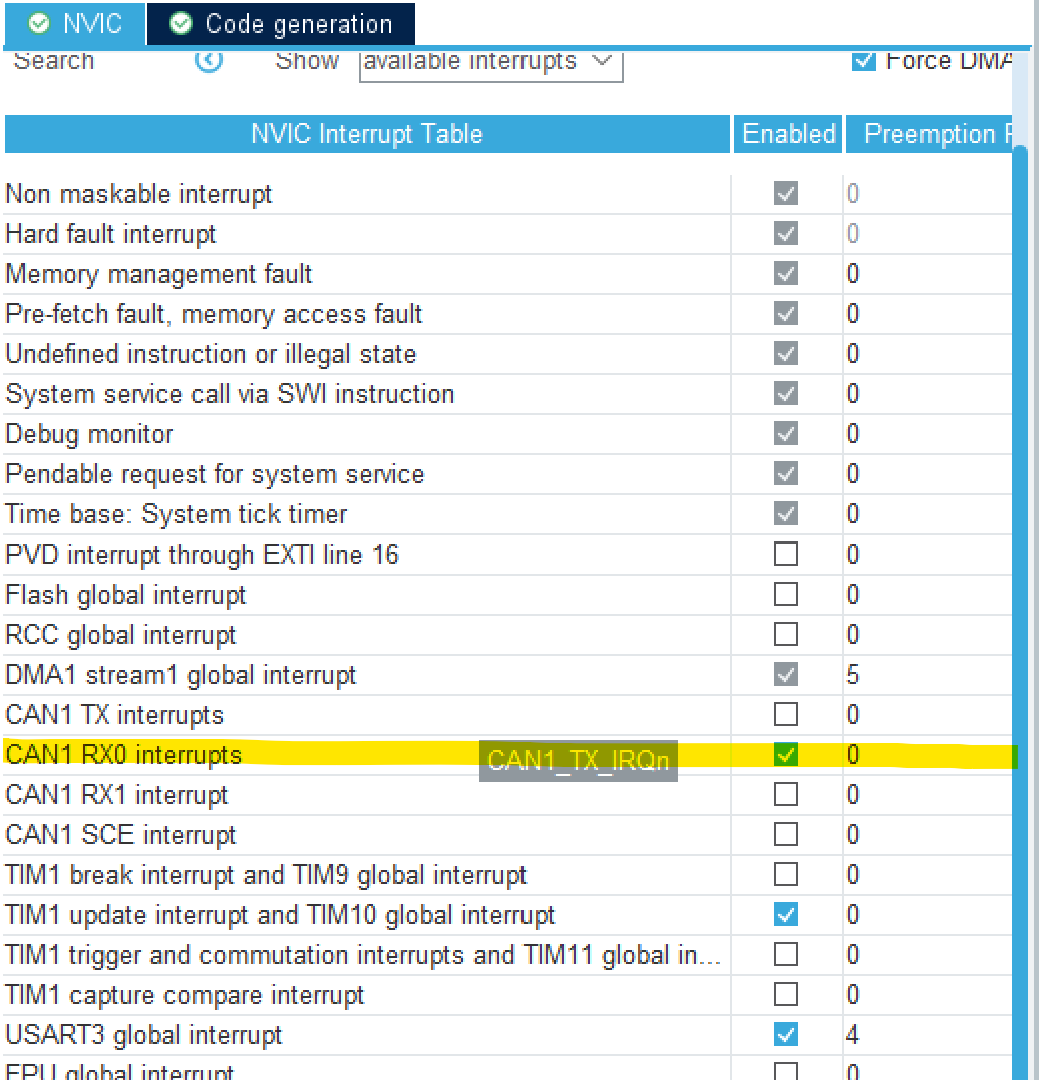 NVIC Code generation
Search Show available interrupts Force DMA
NVIC Interrupt Table Enabled Preemption P
Non maskable interrupt 0
Hard fault interrupt 0
Memory management fault 0
Pre-fetch fault, memory access fault 0
Undefined instruction or illegal state 0
System service call via SWI instruction 0
Debug monitor 0
Pendable request for system service 0
Time base: System tick timer 0
PVD interrupt through EXTI line 16 0
Flash global interrupt 0
RCC global interrupt 0
DMA1 stream1 global interrupt 5
CAN1 TX interrupts 0
CAN1 RX0 interrupts CAN1_TX_IRQn 0
CAN1 RX1 interrupt 0
CAN1 SCE interrupt 0
TIM1 break interrupt and TIM9 global interrupt 0
TIM1 update interrupt and TIM10 global interrupt 0
TIM1 trigger and commutation interrupts and TIM11 global in... 0
TIM1 capture compare interrupt 0
USART3 global interrupt 4
FPU global interrupt 0